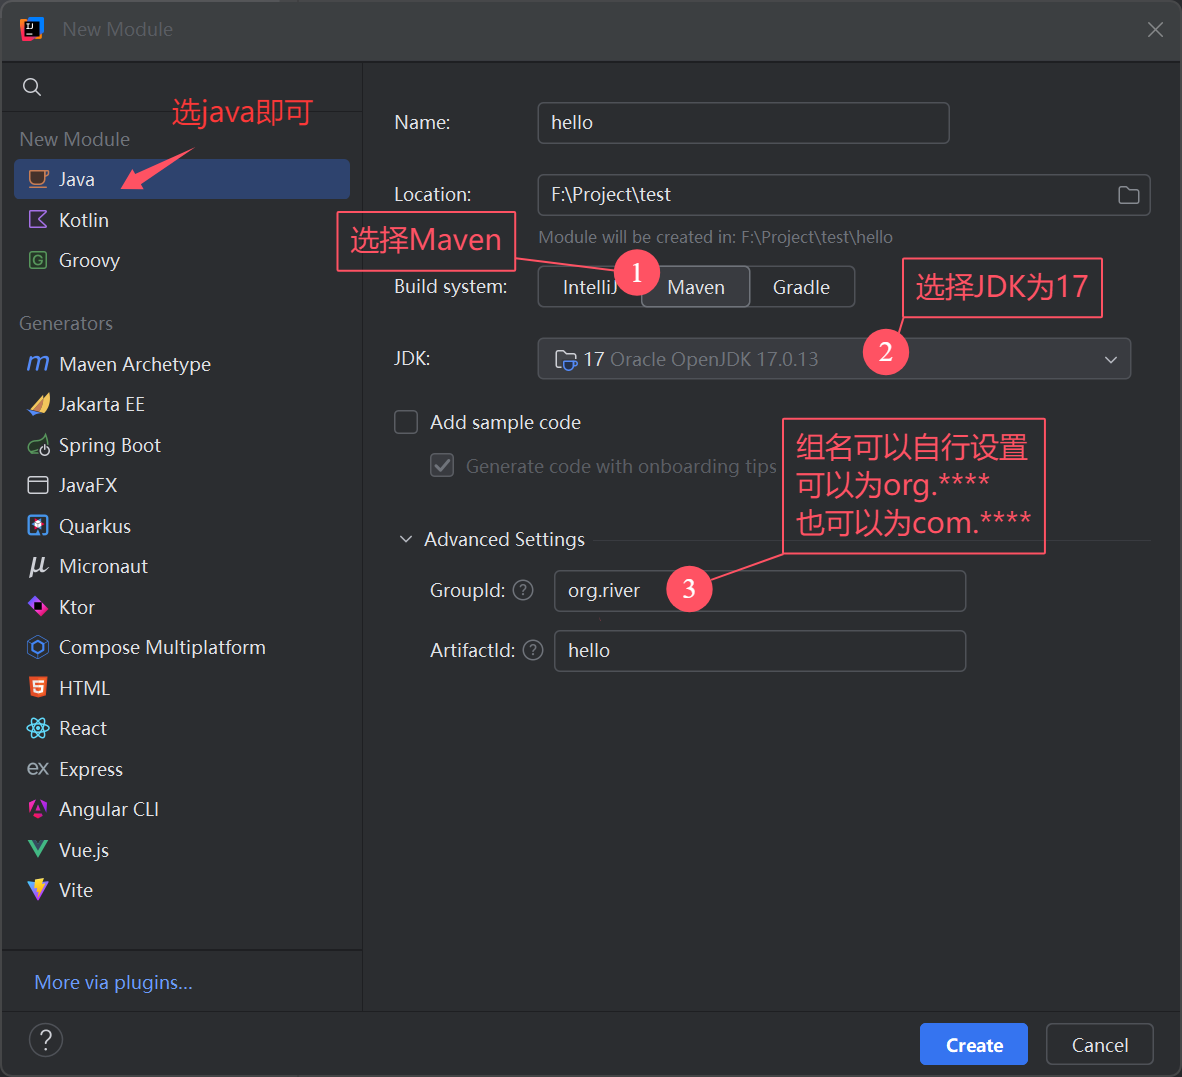 New Module
选java即可
New Module
Java
Kotlin
Groovy
Generators
Maven Archetype
Jakarta EE
Spring Boot
JavaFX
Quarkus
Micronaut
Ktor
Compose Multiplatform
HTML
React
Express
Angular CLI
Vue.js
Vite
More via plugins...
Name:
hello
Location:
F:\Project\test
Module will be created in: F:\Project\test\hello
选择Maven
1
Build system:
IntelliJ
Maven
Gradle
选择JDK为17
2
JDK:
17 Oracle OpenJDK 17.0.13
Add sample code
Generate code with onboarding tips
组名可以自行设置
可以为org.****
也可以为com.****
Advanced Settings
GroupId:
org.river
3
ArtifactId:
hello
Create
Cancel